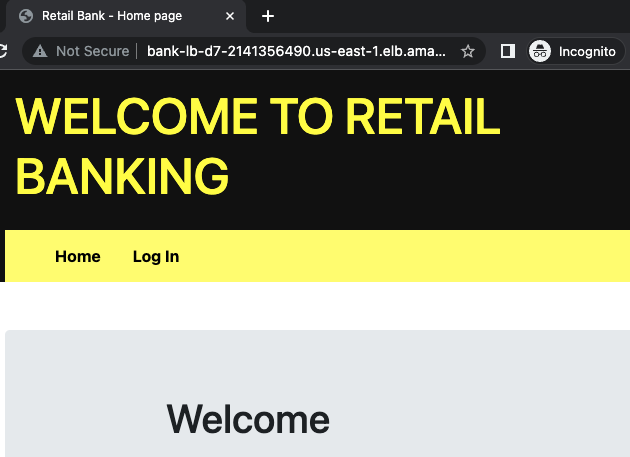 Retail Bank - Home page
Not Secure bank-lb-d7-2141356490.us-east-1.elb.ama... Incognito
WELCOME TO RETAIL
BANKING
Home Log In
Welcome